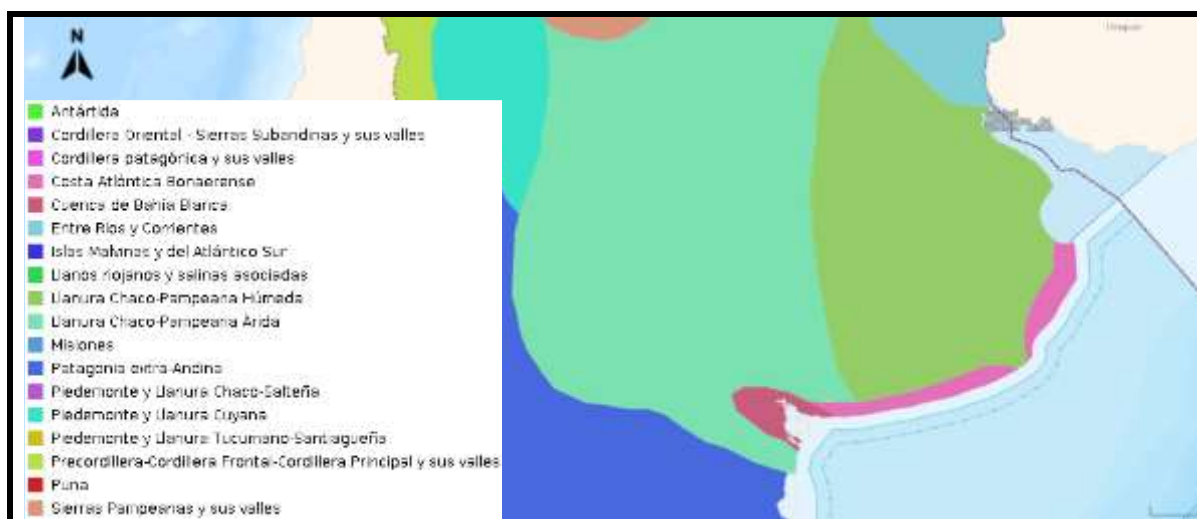 N
Antártida
Cordillera Oriental - Sierras Subandinas y sus valles
Cordillera patagónica y sus valles
Costa Atlántica Bonaerense
Cuenca de Bahía Blanca
Entre Ríos y Corrientes
Islas Malvinas y del Atlántico Sur
Llanos riojanos y salinas asociadas
Llanura Chaco-Pampeana Húmeda
Llanura Chaco-Pampeana Árida
Misiones
Patagonia extra-Andina
Piedemonte y Llanura Chaco-Salteña
Piedemonte y Llanura Cuyana
Piedemonte y Llanura Tucumano-Santiagueña
Precordillera-Cordillera Frontal-Cordillera Principal y sus valles
Puna
Sierras Pampeanas y sus valles